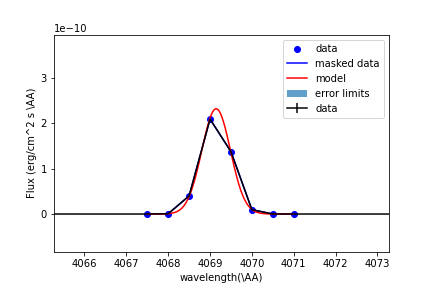 1e−10
data
masked data
model
error limits
data
3
2
1
0
Flux (erg/cm^2 s \AA)
4066 4067 4068 4069 4070 4071 4072 4073
wavelength(\AA)